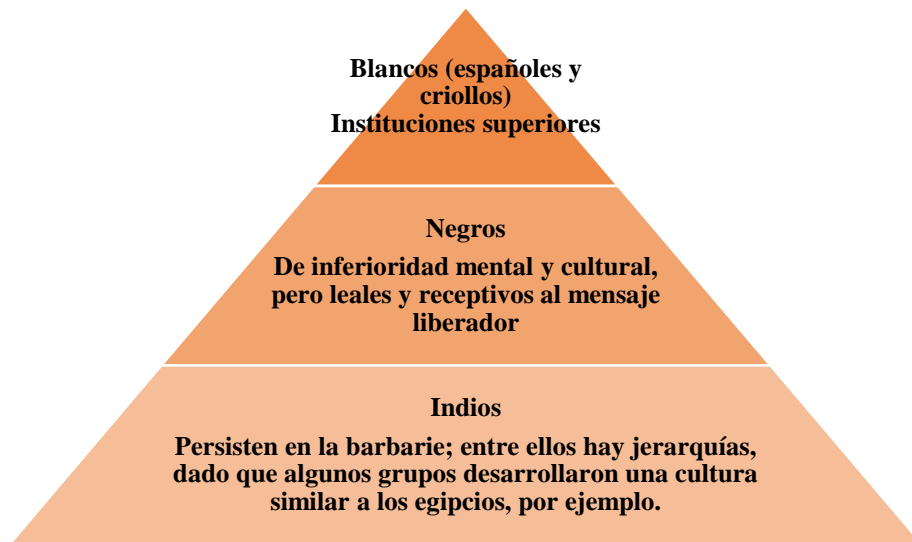 Blancos (españoles y
criollos)
Instituciones superiores
Negros
De inferioridad mental y cultural,
pero leales y receptivos al mensaje
liberador
Indios
Persisten en la barbarie; entre ellos hay jerarquías,
dado que algunos grupos desarrollaron una cultura
similar a los egipcios, por ejemplo.